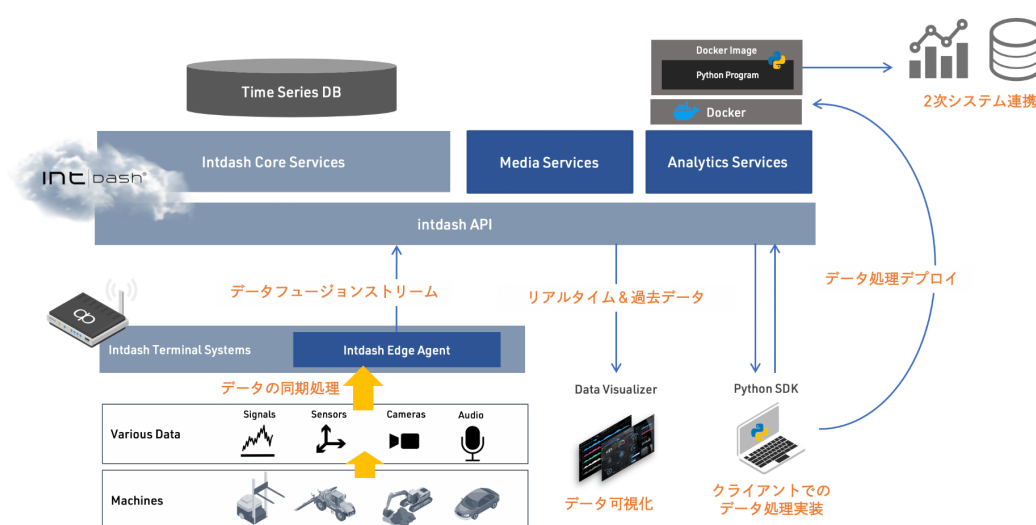 Docker Image
Python Program
Docker
2次システム連携
Time Series DB
Intdash Core Services
Media Services
Analytics Services
INT DASH®
intdash API
データフュージョンストリーム
リアルタイム＆過去データ
データ処理デプロイ
Intdash Terminal Systems
Intdash Edge Agent
データの同期処理
Data Visualizer
Python SDK
Various Data
Signals
Sensors
Cameras
Audio
Machines
データ可視化
クライアントでの
データ処理実装